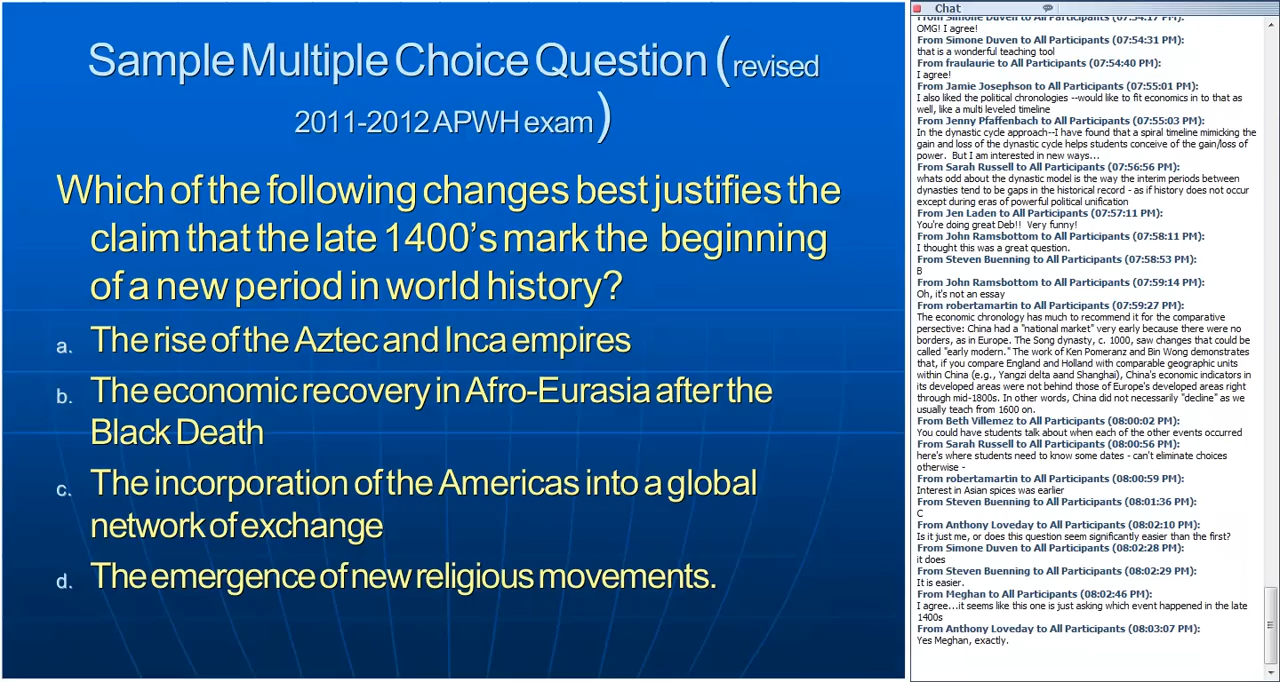 Sample Multiple Choice Question (revised
2011-2012 APWH exam)
Which of the following changes best justifies the
claim that the late 1400's mark the beginning
of a new period in world history?
a. The rise of the Aztec and Inca empires
b. The economic recovery in Afro-Eurasia after the
Black Death
c. The incorporation of the Americas into a global
network of exchange
d. The emergence of new religious movements.
Chat
From Simone Duven to All Participants (07:54:17 PM):
OMG! I agree!
From Simone Duven to All Participants (07:54:31 PM):
that is a wonderful teaching tool
From fraulaurie to All Participants (07:54:40 PM):
I agree!
From Jamie Josephson to All Participants (07:55:01 PM):
I also liked the political chronologies --would like to fit economics in to that as
well, like a multi leveled timeline
From Jenny Pfaffenbach to All Participants (07:55:03 PM):
In the dynastic cycle approach--I have found that a spiral timeline mimicking the
gain and loss of the dynastic cycle helps students conceive of the gain/loss of
power. But I am interested in new ways...
From Sarah Russell to All Participants (07:56:56 PM):
whats odd about the dynastic model is the way the interim periods between
dynasties tend to be gaps in the historical record - as if history does not occur
except during eras of powerful political unification
From Jen Laden to All Participants (07:57:11 PM):
You're doing great Deb!! Very funny!
From John Ramsbottom to All Participants (07:58:11 PM):
I thought this was a great question.
From Steven Buenning to All Participants (07:58:53 PM):
B
From John Ramsbottom to All Participants (07:59:14 PM):
Oh, it's not an essay
From robertamartin to All Participants (07:59:27 PM):
The economic chronology has much to recommend it for the comparative
persective: China had a "national market" very early because there were no
borders, as in Europe. The Song dynasty, c. 1000, saw changes that could be
called "early modern." The work of Ken Pomeranz and Bin Wong demonstrates
that, if you compare England and Holland with comparable geographic units
within China (e.g., Yangzi delta aand Shanghai), China's economic indicators in
its developed areas were not behind those of Europe's developed areas right
through mid-1800s. In other words, China did not necessarily "decline" as we
usually teach from 1600 on.
From Beth Villemez to All Participants (08:00:02 PM):
You could have students talk about when each of the other events occurred
From Sarah Russell to All Participants (08:00:56 PM):
here's where students need to know some dates - can't eliminate choices
otherwise -
From robertamartin to All Participants (08:00:59 PM):
Interest in Asian spices was earlier
From Steven Buenning to All Participants (08:01:36 PM):
C
From Anthony Loveday to All Participants (08:02:10 PM):
Is it just me, or does this question seem significantly easier than the first?
From Simone Duven to All Participants (08:02:28 PM):
it does
From Steven Buenning to All Participants (08:02:29 PM):
It is easier.
From Meghan to All Participants (08:02:46 PM):
I agree...it seems like this one is just asking which event happened in the late
1400s
From Anthony Loveday to All Participants (08:03:07 PM):
Yes Meghan, exactly.